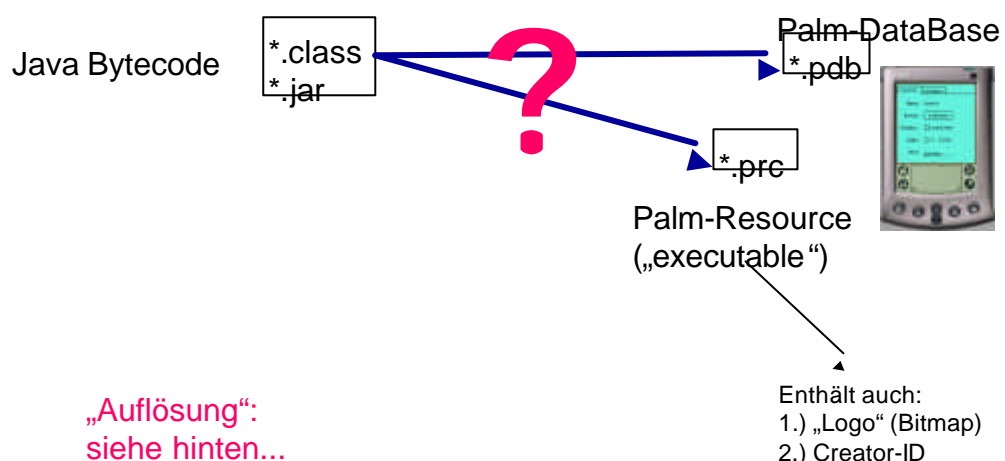 Palm-DataBase
Java Bytecode
*.class
*.jar
?
*.pdb
*.prc
Palm-Resource
(„executable“)
„Auflösung“:
siehe hinten...
Enthält auch:
1.) „Logo“ (Bitmap)
2.) Creator-ID